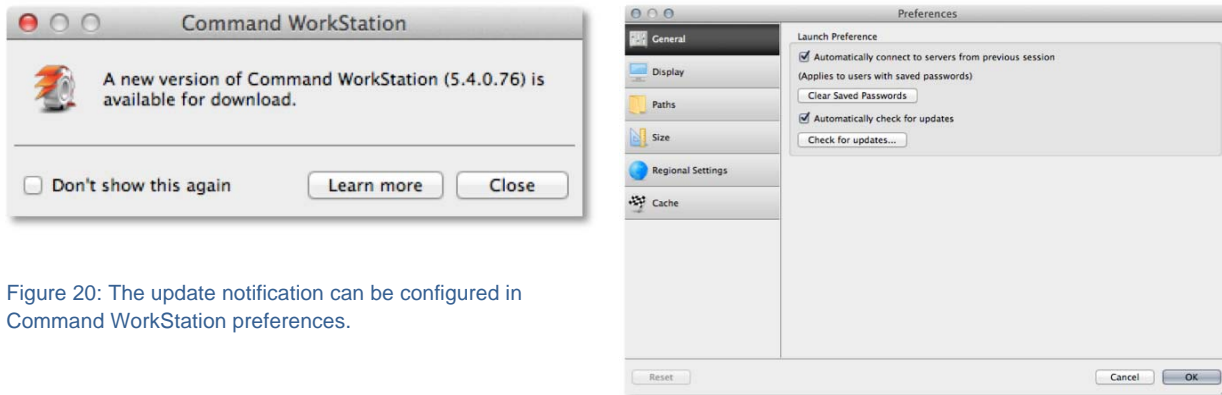 Command WorkStation
A new version of Command WorkStation (5.4.0.76) is
available for download.
Don't show this again
Learn more
Close
Figure 20: The update notification can be configured in
Command WorkStation preferences.
Preferences
General
Display
Paths
Size
Regional Settings
Cache
Launch Preference
Automatically connect to servers from previous session
(Applies to users with saved passwords)
Clear Saved Passwords
Automatically check for updates
Check for updates...
Reset
Cancel
OK